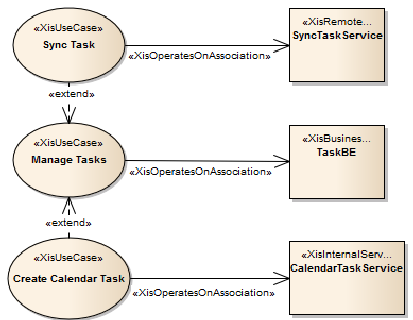 «XisUseCase»
Sync Task
«XisRemote...
SyncTaskService
«XisOperatesOnAssociation»
«extend»
«XisUseCase»
Manage Tasks
«XisBusines...
TaskBE
«XisOperatesOnAssociation»
«extend»
«XisUseCase»
Create Calendar Task
«XisInternalServ...
CalendarTaskService
«XisOperatesOnAssociation»